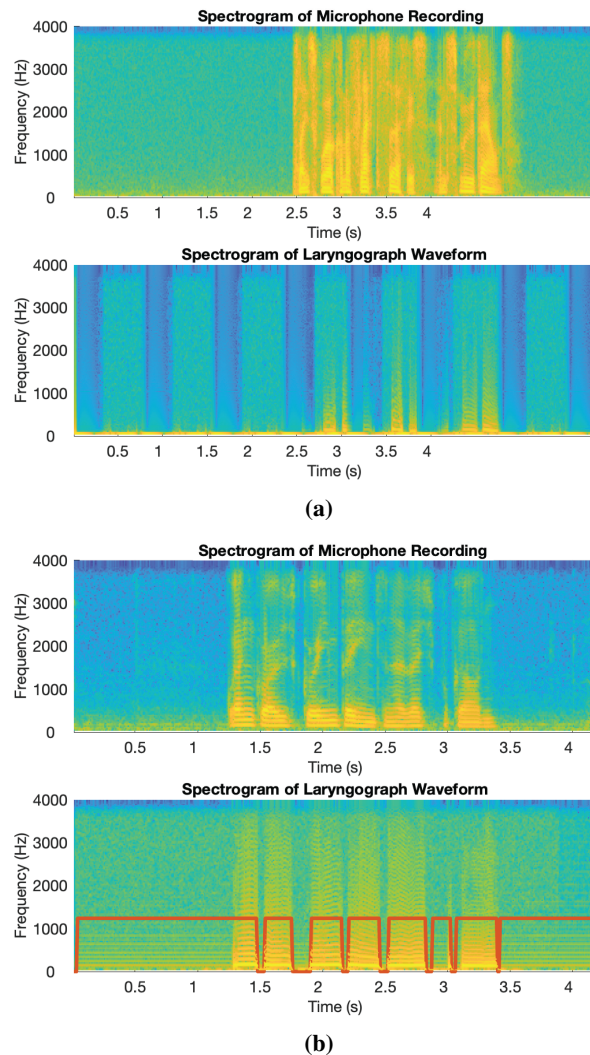 Spectrogram of Microphone Recording
4000
3000
2000
1000
0
Frequency (Hz)
0.5 1 1.5 2 2.5 3 3.5 4
Time (s)
Spectrogram of Laryngograph Waveform
4000
3000
2000
1000
0
Frequency (Hz)
0.5 1 1.5 2 2.5 3 3.5 4
Time (s)
(a)
Spectrogram of Microphone Recording
4000
3000
2000
1000
0
Frequency (Hz)
0.5 1 1.5 2 2.5 3 3.5 4
Time (s)
Spectrogram of Laryngograph Waveform
4000
3000
2000
1000
0
Frequency (Hz)
0.5 1 1.5 2 2.5 3 3.5 4
Time (s)
(b)